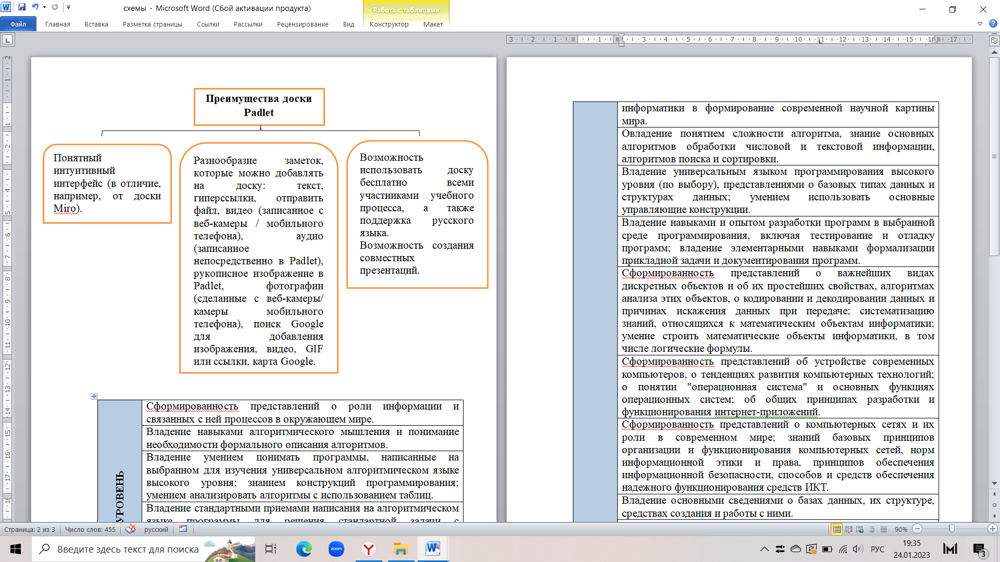 схемы - Microsoft Word (Сбой активации продукта)
Работа с таблицами
Файл
Главная
Вставка
Разметка страницы
Ссылки
Рассылки
Рецензирование
Вид
Конструктор
Макет
Преимущества доски
Padlet
Понятный
интуитивный
интерфейс (в отличие,
например, от доски
Miro).
Разнообразие заметок,
которые можно добавлять
на доску: текст,
гиперссылки, отправить
файл, видео (записанное с
веб-камеры / мобильного
телефона), аудио
(записанное
непосредственно в Padlet),
рукописное изображение в
Padlet, фотографии
(сделанные с веб-камеры/
камеры мобильного
телефона), поиск Google
для добавления
изображения, видео, GIF
или ссылки, карта Google.
Возможность
использовать доску
бесплатно всеми
участниками учебного
процесса, а также
поддержка русского
языка.
Возможность создания
совместных
презентаций.
УРОВЕНЬ
Сформированность представлений о роли информации и
связанных с ней процессов в окружающем мире.
Владение навыками алгоритмического мышления и понимание
необходимости формального описания алгоритмов.
Владение умением понимать программы, написанные на
выбранном для изучения универсальном алгоритмическом языке
высокого уровня; знанием конструкций программирования;
умением анализировать алгоритмы с использованием таблиц.
Владение стандартными приемами написания на алгоритмическом
языке программы для решения стандартной задачи с
информатики в формирование современной научной картины
мира.
Овладение понятием сложности алгоритма, знание основных
алгоритмов обработки числовой и текстовой информации,
алгоритмов поиска и сортировки.
Владение универсальным языком программирования высокого
уровня (по выбору), представлениями о базовых типах данных и
структурах данных; умением использовать основные
управляющие конструкции.
Владение навыками и опытом разработки программ в выбранной
среде программирования, включая тестирование и отладку
программ; владение элементарными навыками формализации
прикладной задачи и документирования программ.
Сформированность представлений о важнейших видах
дискретных объектов и об их простейших свойствах, алгоритмах
анализа этих объектов, о кодировании и декодировании данных и
причинах искажения данных при передаче; систематизацию
знаний, относящихся к математическим объектам информатики;
умение строить математические объекты информатики, в том
числе логические формулы.
Сформированность представлений об устройстве современных
компьютеров, о тенденциях развития компьютерных технологий;
о понятии "операционная система" и основных функциях
операционных систем; об общих принципах разработки и
функционирования интернет-приложений.
Сформированность представлений о компьютерных сетях и их
роли в современном мире; знаний базовых принципов
организации и функционирования компьютерных сетей, норм
информационной этики и права, принципов обеспечения
информационной безопасности, способов и средств обеспечения
надежного функционирования средств ИКТ.
Владение основными сведениями о базах данных, их структуре,
средствах создания и работы с ними.
Страница: 2 из 3
Число слов: 455
русский
90%
Введите здесь текст для поиска
zoom
РУС
19:35
24.01.2023
3